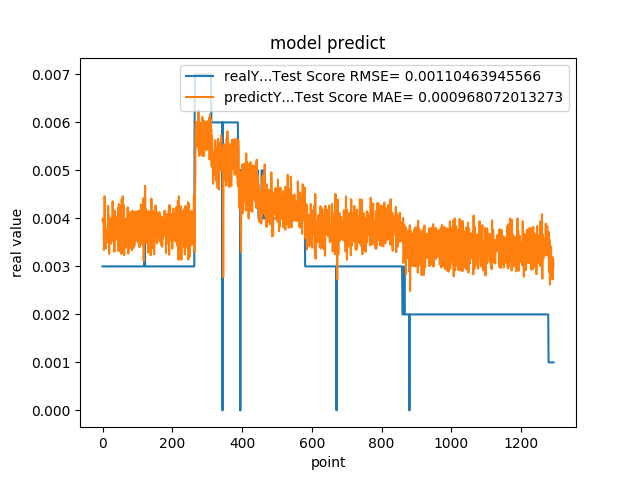 model predict
realY...Test Score RMSE= 0.00110463945566
predictY...Test Score MAE= 0.000968072013273
0.007
0.006
0.005
0.004
0.003
0.002
0.001
0.000
real value
0 200 400 600 800 1000 1200
point